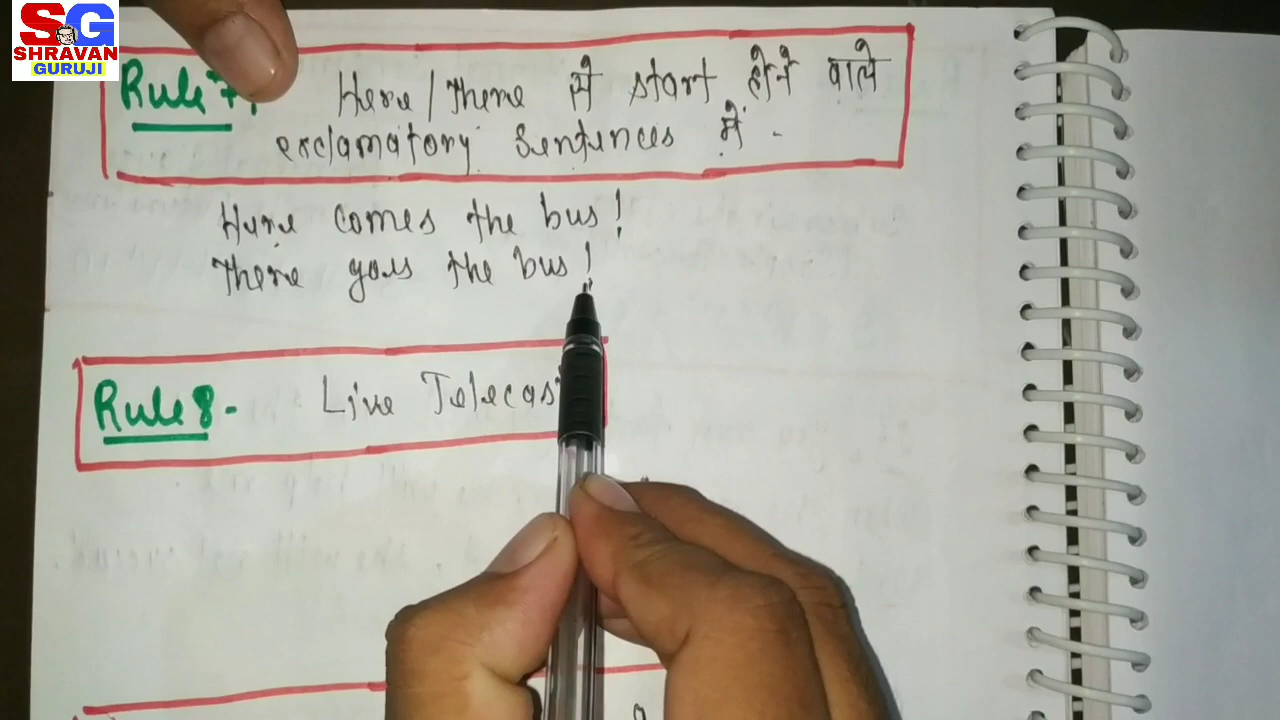 SG
SHRAVAN
GURUJI
Rule 7. Here/There से start होने वाले
exclamatory sentences में -
Here comes the bus!
There goes the bus!
Rule 8- Live Telecast